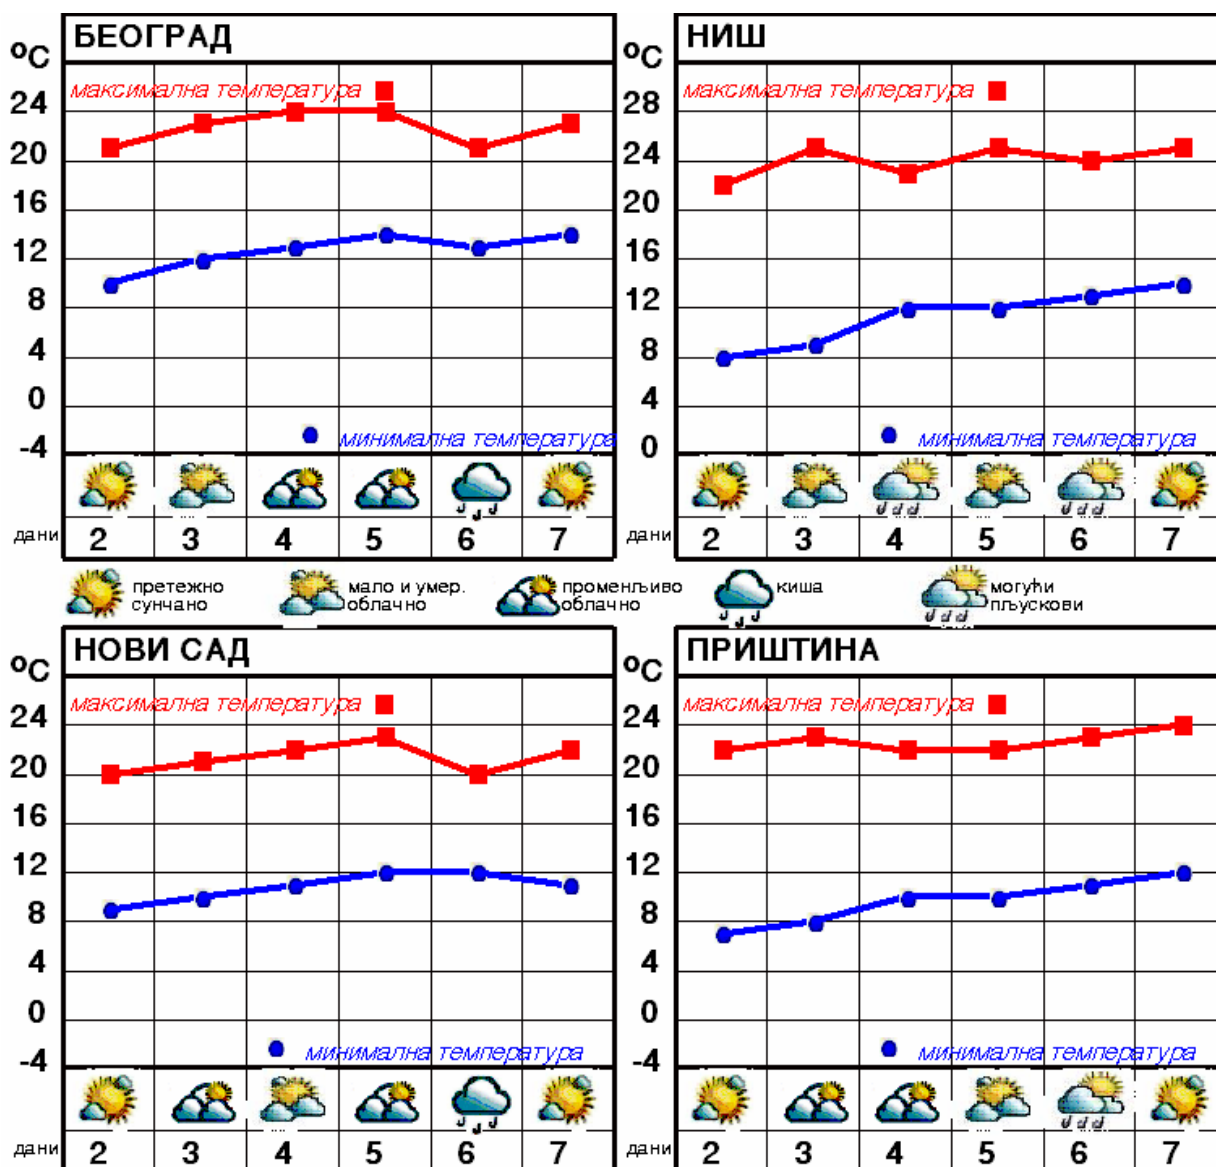 БЕОГРАД
°C
максимална температура
24
20
16
12
8
4
0
-4
минимална температура
дани 2 3 4 5 6 7
НИШ
°C
максимална температура
28
24
20
16
12
8
4
0
минимална температура
дани 2 3 4 5 6 7
претежно
сунчано
мало и умер.
облачно
променљиво
облачно
киша
могући
пљускови
НОВИ САД
°C
максимална температура
24
20
16
12
8
4
0
-4
минимална температура
дани 2 3 4 5 6 7
ПРИШТИНА
°C
максимална температура
24
20
16
12
8
4
0
-4
минимална температура
дани 2 3 4 5 6 7